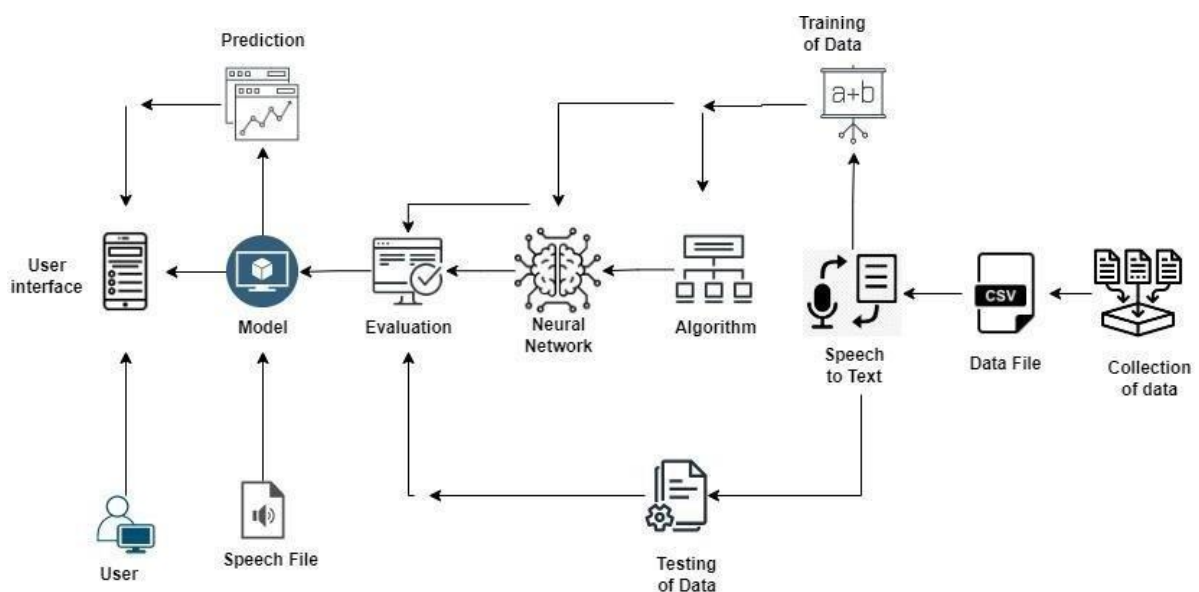 Training
of Data
Prediction
a+b
User
interface
Model
Evaluation
Neural
Network
Algorithm
Speech
to Text
CSV
Data File
Collection
of data
User
Speech File
Testing
of Data